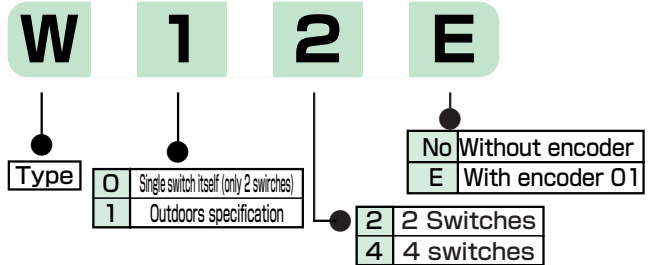 W 1 2 E
Type
0 Single switch itself (only 2 swirches)
1 Outdoors specification
2 2 Switches
4 4 switches
No Without encoder
E With encoder 01